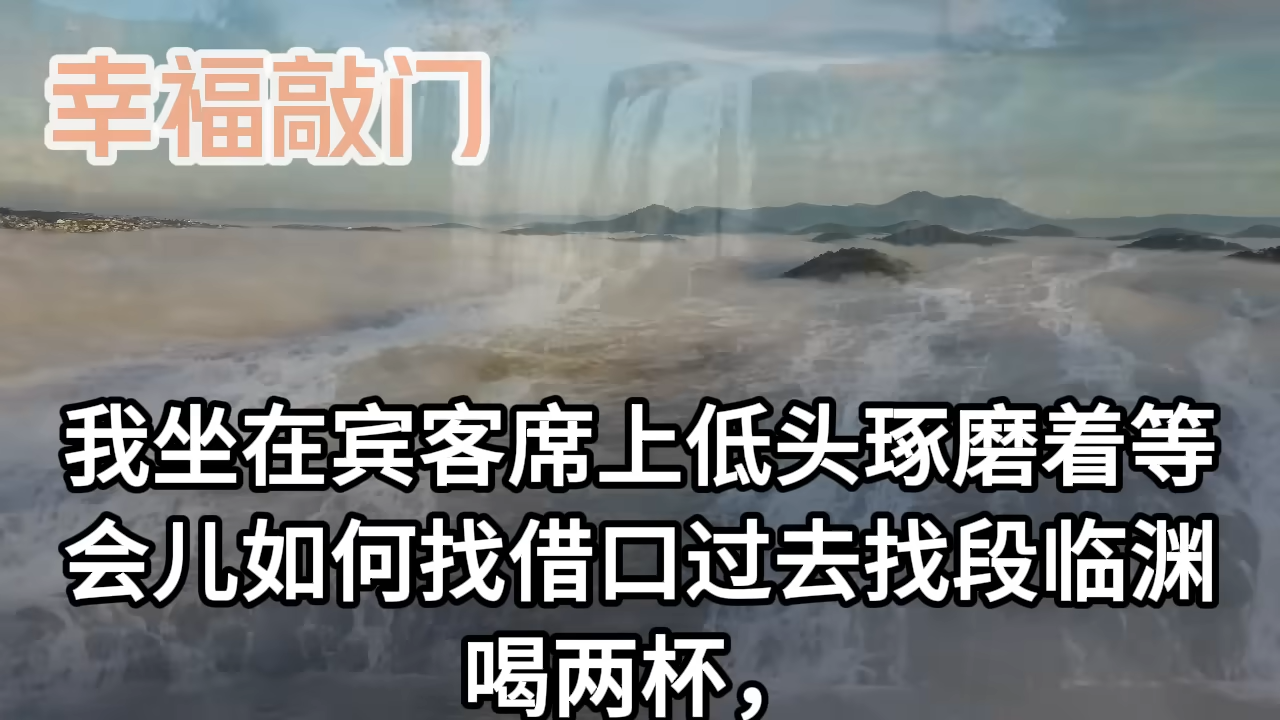 幸福敲门
我坐在宾客席上低头琢磨着等
会儿如何找借口过去找段临渊
喝两杯，